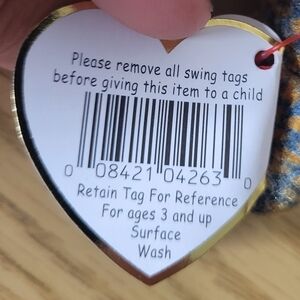 Please remove all swing tags
before giving this item to a child
0 08421 04263 0
Retain Tag For Reference
For ages 3 and up
Surface
Wash